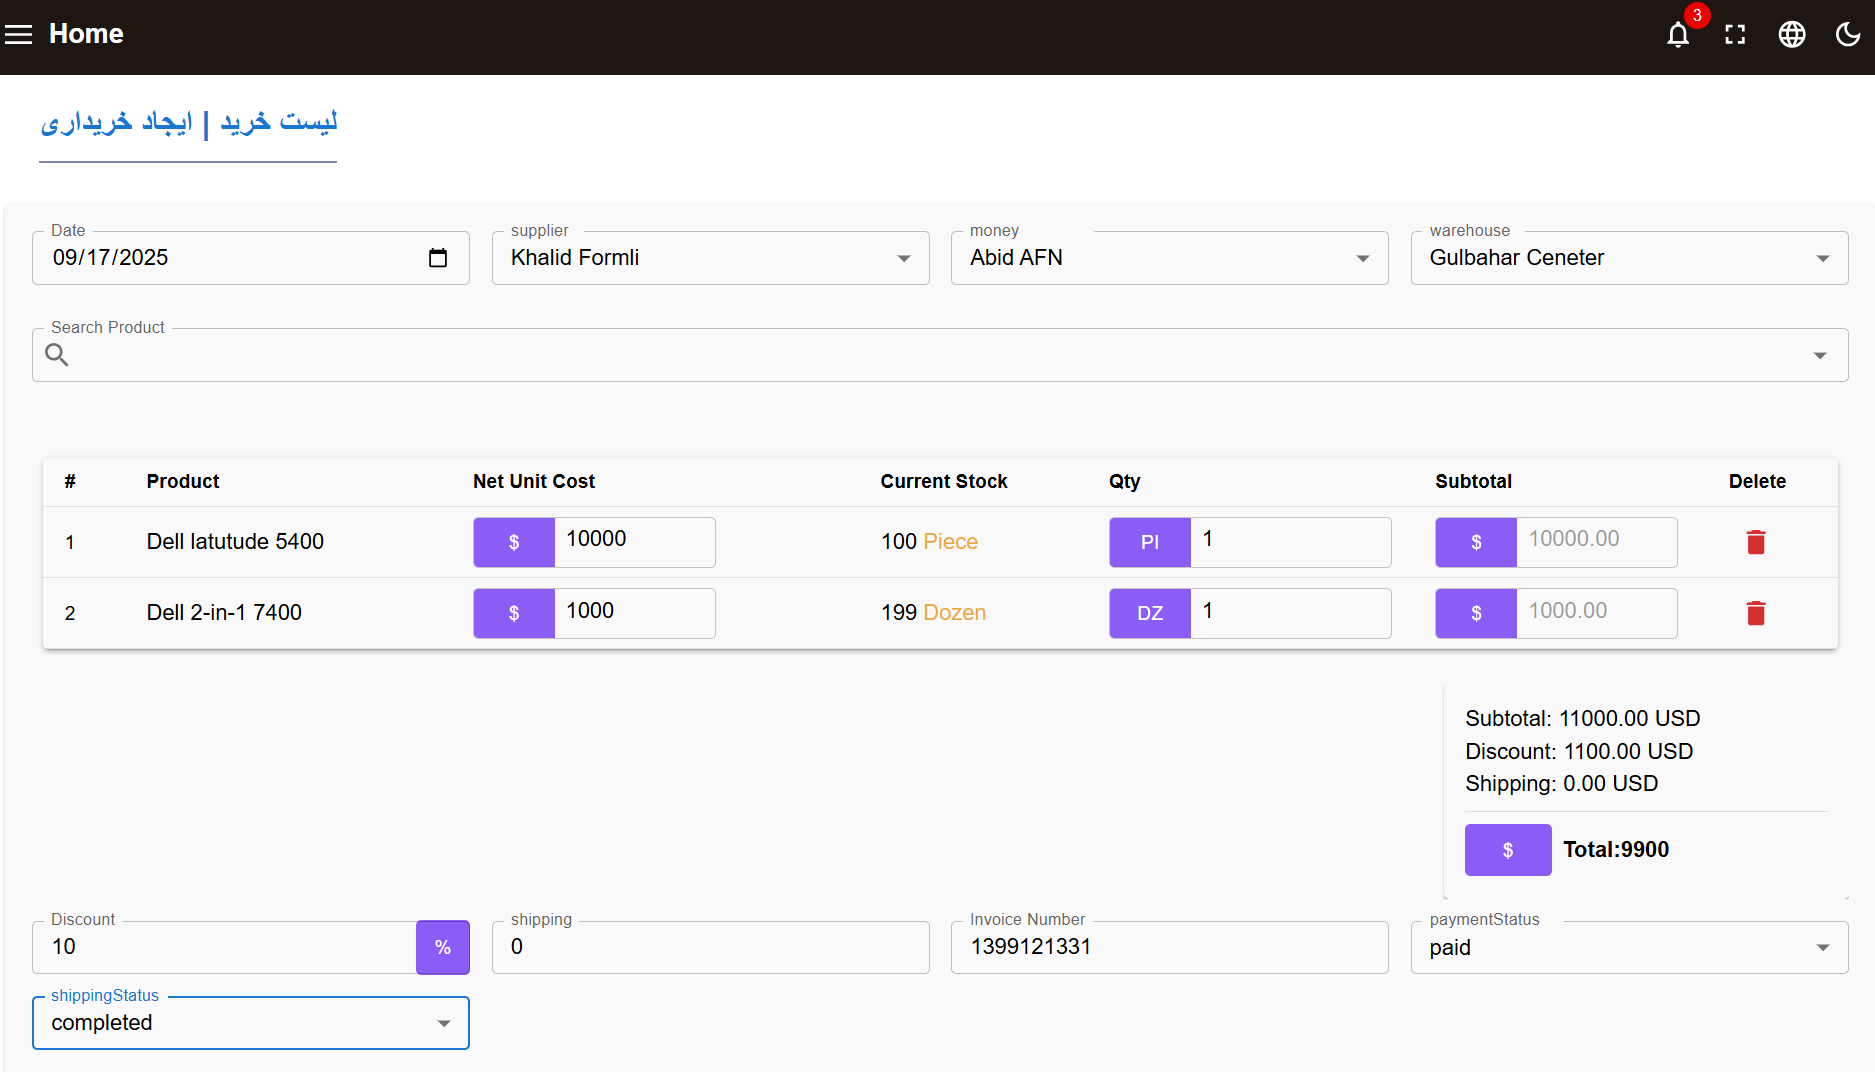 Home
3
لیست خرید | ایجاد خریداری
Date
09/17/2025
supplier
Khalid Formli
money
Abid AFN
warehouse
Gulbahar Ceneter
Search Product
# Product Net Unit Cost Current Stock Qty Subtotal Delete
1 Dell latutude 5400 $ 10000 100 Piece PI 1 $ 10000.00
2 Dell 2-in-1 7400 $ 1000 199 Dozen DZ 1 $ 1000.00
Subtotal: 11000.00 USD
Discount: 1100.00 USD
Shipping: 0.00 USD
$ Total:9900
Discount
10 %
shipping
0
Invoice Number
1399121331
paymentStatus
paid
shippingStatus
completed